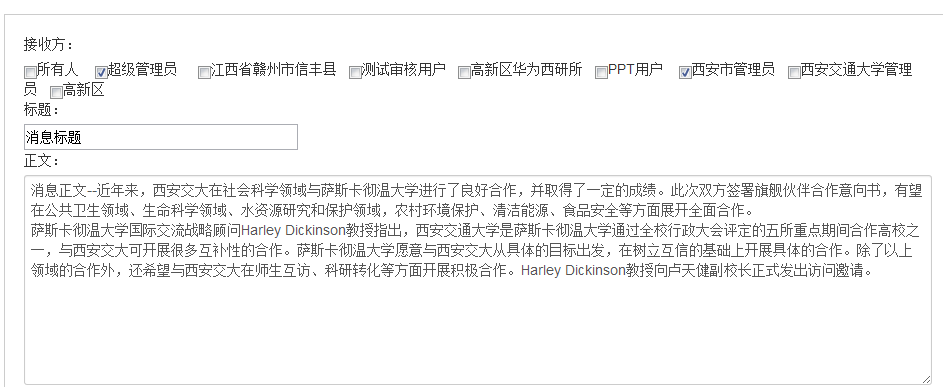 接收方：
所有人 超级管理员 江西省赣州市信丰县 测试审核用户 高新区华为西研所 PPT用户 西安市管理员 西安交通大学管理
员 高新区
标题：
消息标题
正文：
消息正文--近年来，西安交大在社会科学领域与萨斯卡彻温大学进行了良好合作，并取得了一定的成绩。此次双方签署旗舰伙伴合作意向书，有望
在公共卫生领域、生命科学领域、水资源研究和保护领域，农村环境保护、清洁能源、食品安全等方面展开全面合作。
萨斯卡彻温大学国际交流战略顾问Harley Dickinson教授指出，西安交通大学是萨斯卡彻温大学通过全校行政大会评定的五所重点期间合作高校之
一，与西安交大可开展很多互补性的合作。萨斯卡彻温大学愿意与西安交大从具体的目标出发，在树立互信的基础上开展具体的合作。除了以上
领域的合作外，还希望与西安交大在师生互访、科研转化等方面开展积极合作。Harley Dickinson教授向卢天健副校长正式发出访问邀请。